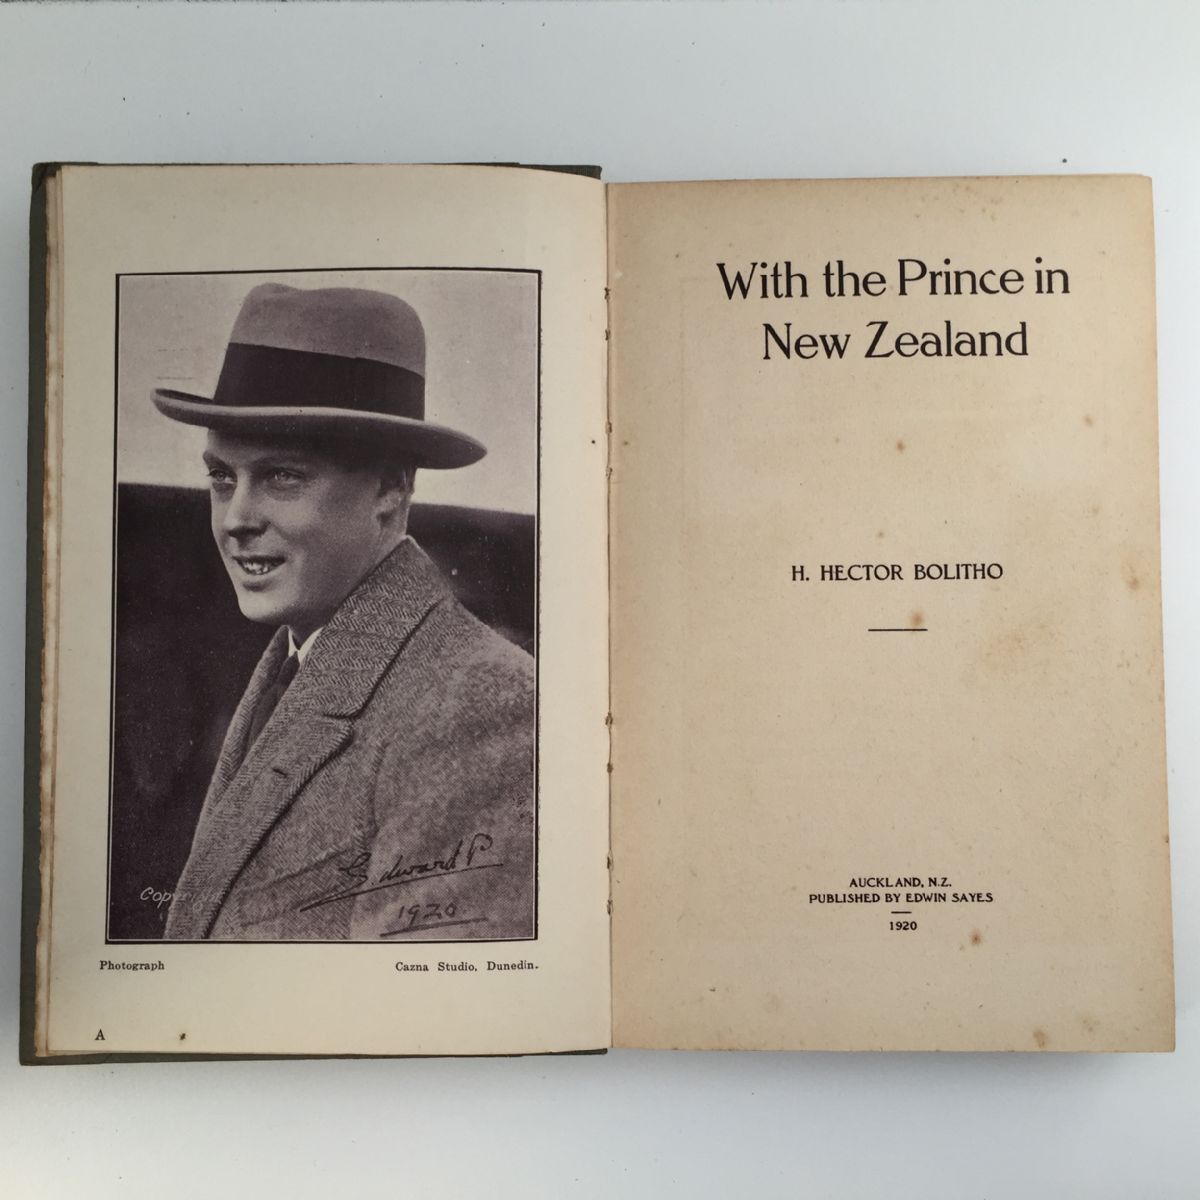 Copyright
Edward P
1920
Photograph
Cazna Studio, Dunedin.
A
With the Prince in
New Zealand
H. HECTOR BOLITHO
AUCKLAND, N.Z.
PUBLISHED BY EDWIN SAYES
1920